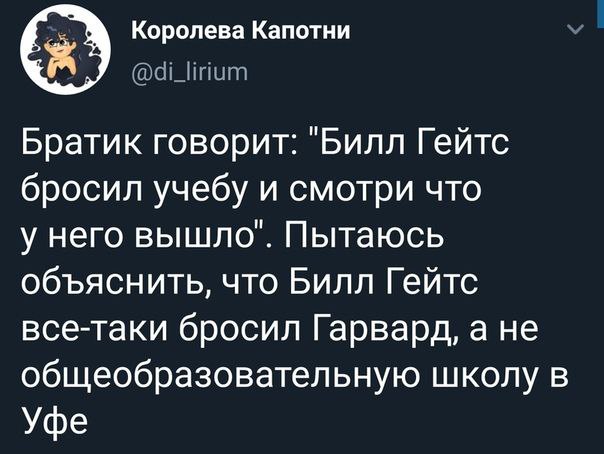 Королева Капотни
@di_lirium
Братик говорит: "Билл Гейтс
бросил учебу и смотри что
у него вышло". Пытаюсь
объяснить, что Билл Гейтс
все-таки бросил Гарвард, а не
общеобразовательную школу в
Уфе